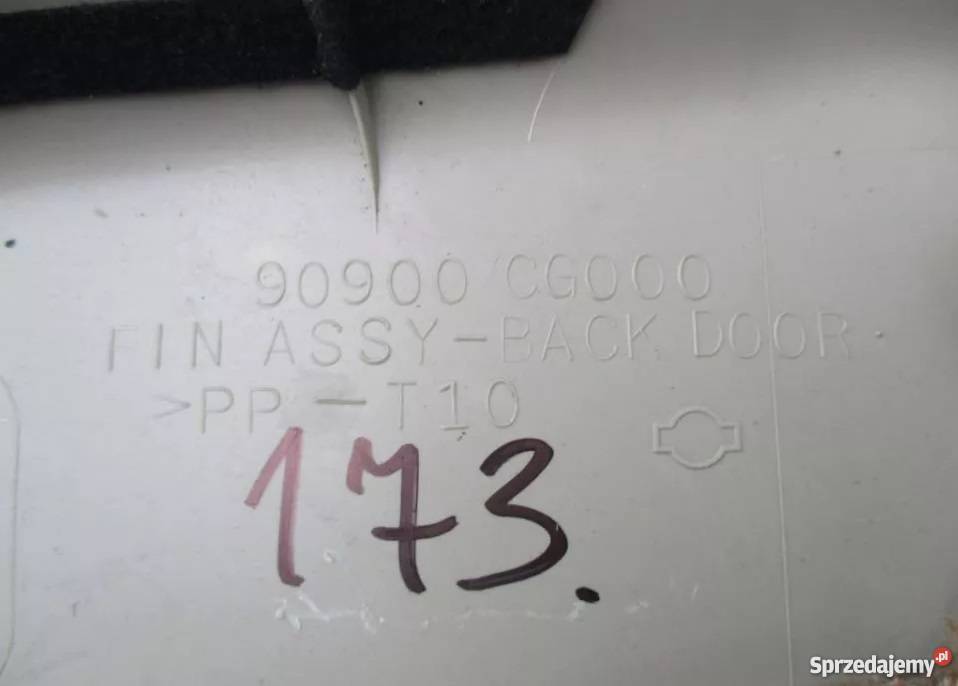 90900 CG000
FIN ASSY-BACK DOOR
>PP-T10
173.
Sprzedajemy.pl